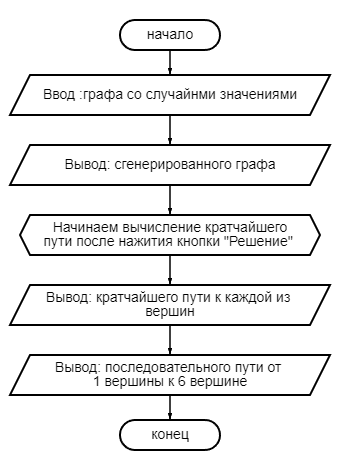 начало
Ввод :графа со случайнми значениями
Вывод: сгенерированного графа
Начинаем вычисление кратчайшего
пути после нажития кнопки "Решение"
Вывод: кратчайшего пути к каждой из
вершин
Вывод: последовательного пути от
1 вершины к 6 вершине
конец